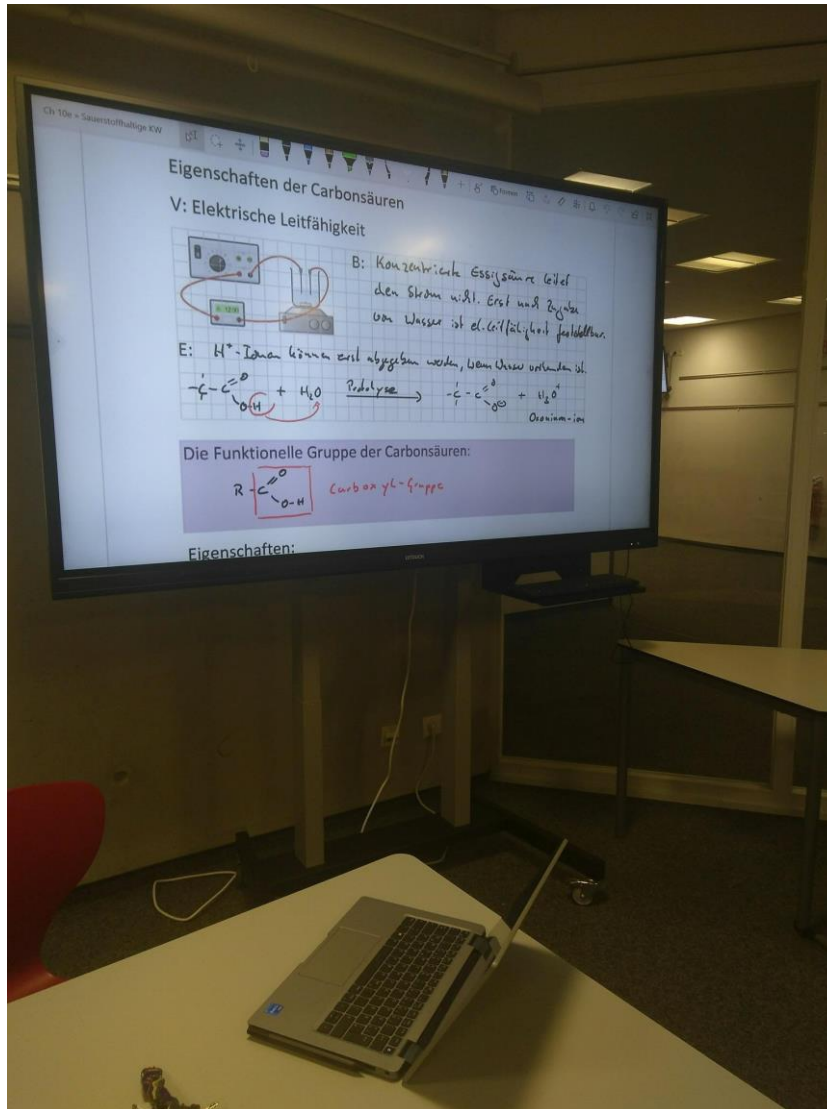 Ch 10e » Sauerstoffhaltige KW
Eigenschaften der Carbonsäuren
V: Elektrische Leitfähigkeit
B: Konzentrierte Essigsäure leitet
den Strom nicht. Erst nach Zugabe
von Wasser ist el. Leitfähigkeit feststellbar.
E: H⁺-Ionen können erst abgegeben werden, wenn Wasser vorhanden ist.
-C-C=O O-H + H₂O Protolyse → -C-C=O O⊖ + H₃O⁺
Oxonium-ion
Die Funktionelle Gruppe der Carbonsäuren:
R-C=O O-H Carboxyl-Gruppe
Eigenschaften: